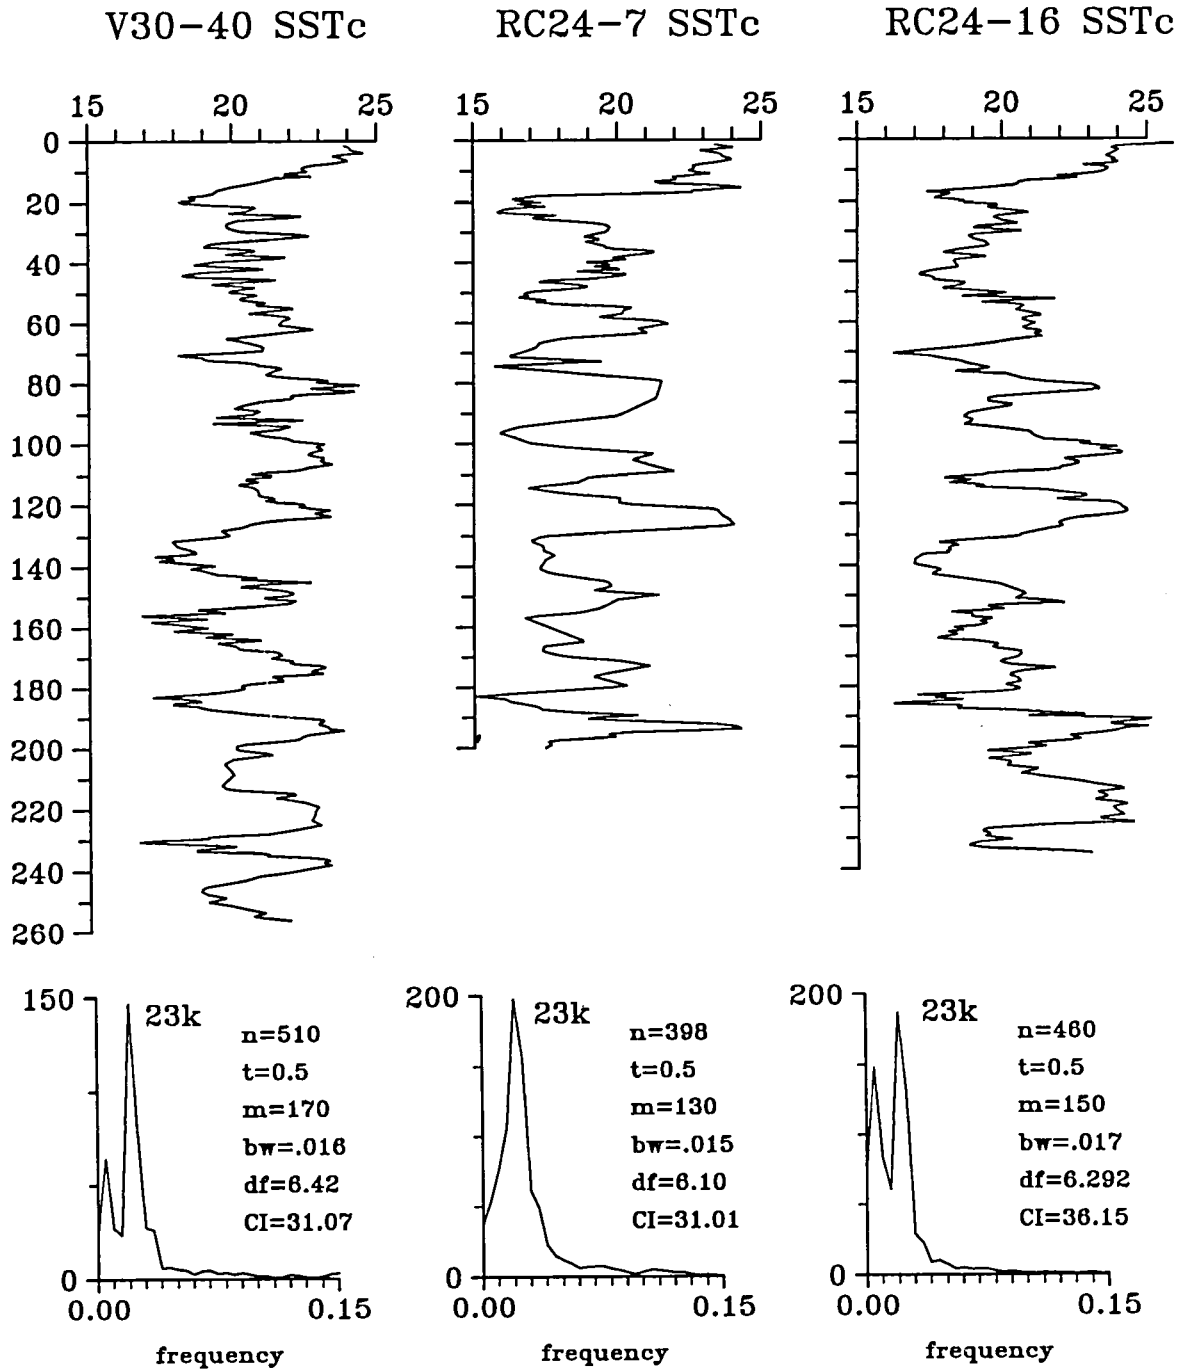 V30-40 SSTc
RC24-7 SSTc
RC24-16 SSTc
15 20 25
15 20 25
15 20 25
0
20
40
60
80
100
120
140
160
180
200
220
240
260
150
23k
n=510
t=0.5
m=170
bw=.016
df=6.42
CI=31.07
0
0.00 0.15
frequency
200
23k
n=398
t=0.5
m=130
bw=.015
df=6.10
CI=31.01
0
0.00 0.15
frequency
200
23k
n=460
t=0.5
m=150
bw=.017
df=6.292
CI=36.15
0
0.00 0.15
frequency